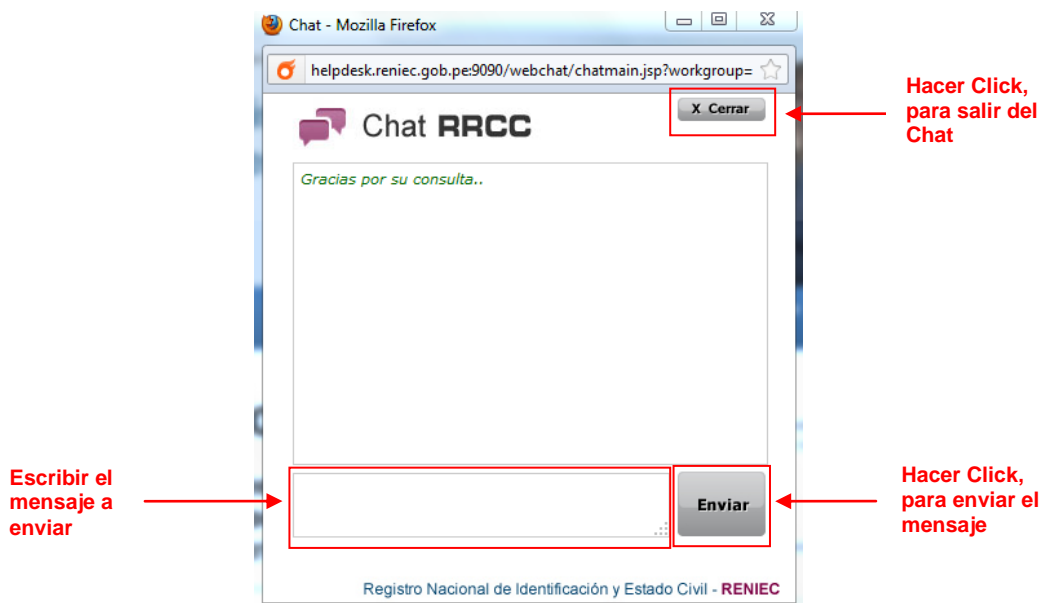 Chat - Mozilla Firefox
helpdesk.reniec.gob.pe:9090/webchat/chatmain.jsp?workgroup=
X Cerrar
Hacer Click,
para salir del
Chat
Chat RRCC
Gracias por su consulta..
Escribir el
mensaje a
enviar
Enviar
Hacer Click,
para enviar el
mensaje
Registro Nacional de Identificación y Estado Civil - RENIEC